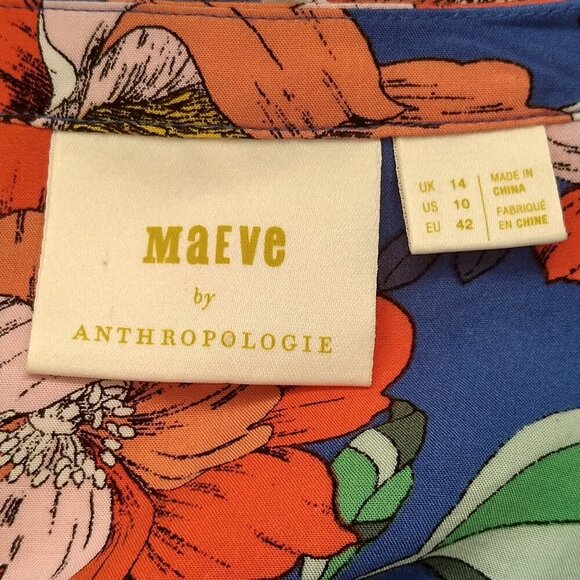 MaEVe
by
ANTHROPOLOGIE
UK 14
US 10
EU 42
MADE IN
CHINA
FABRIQUÉ
EN CHINE